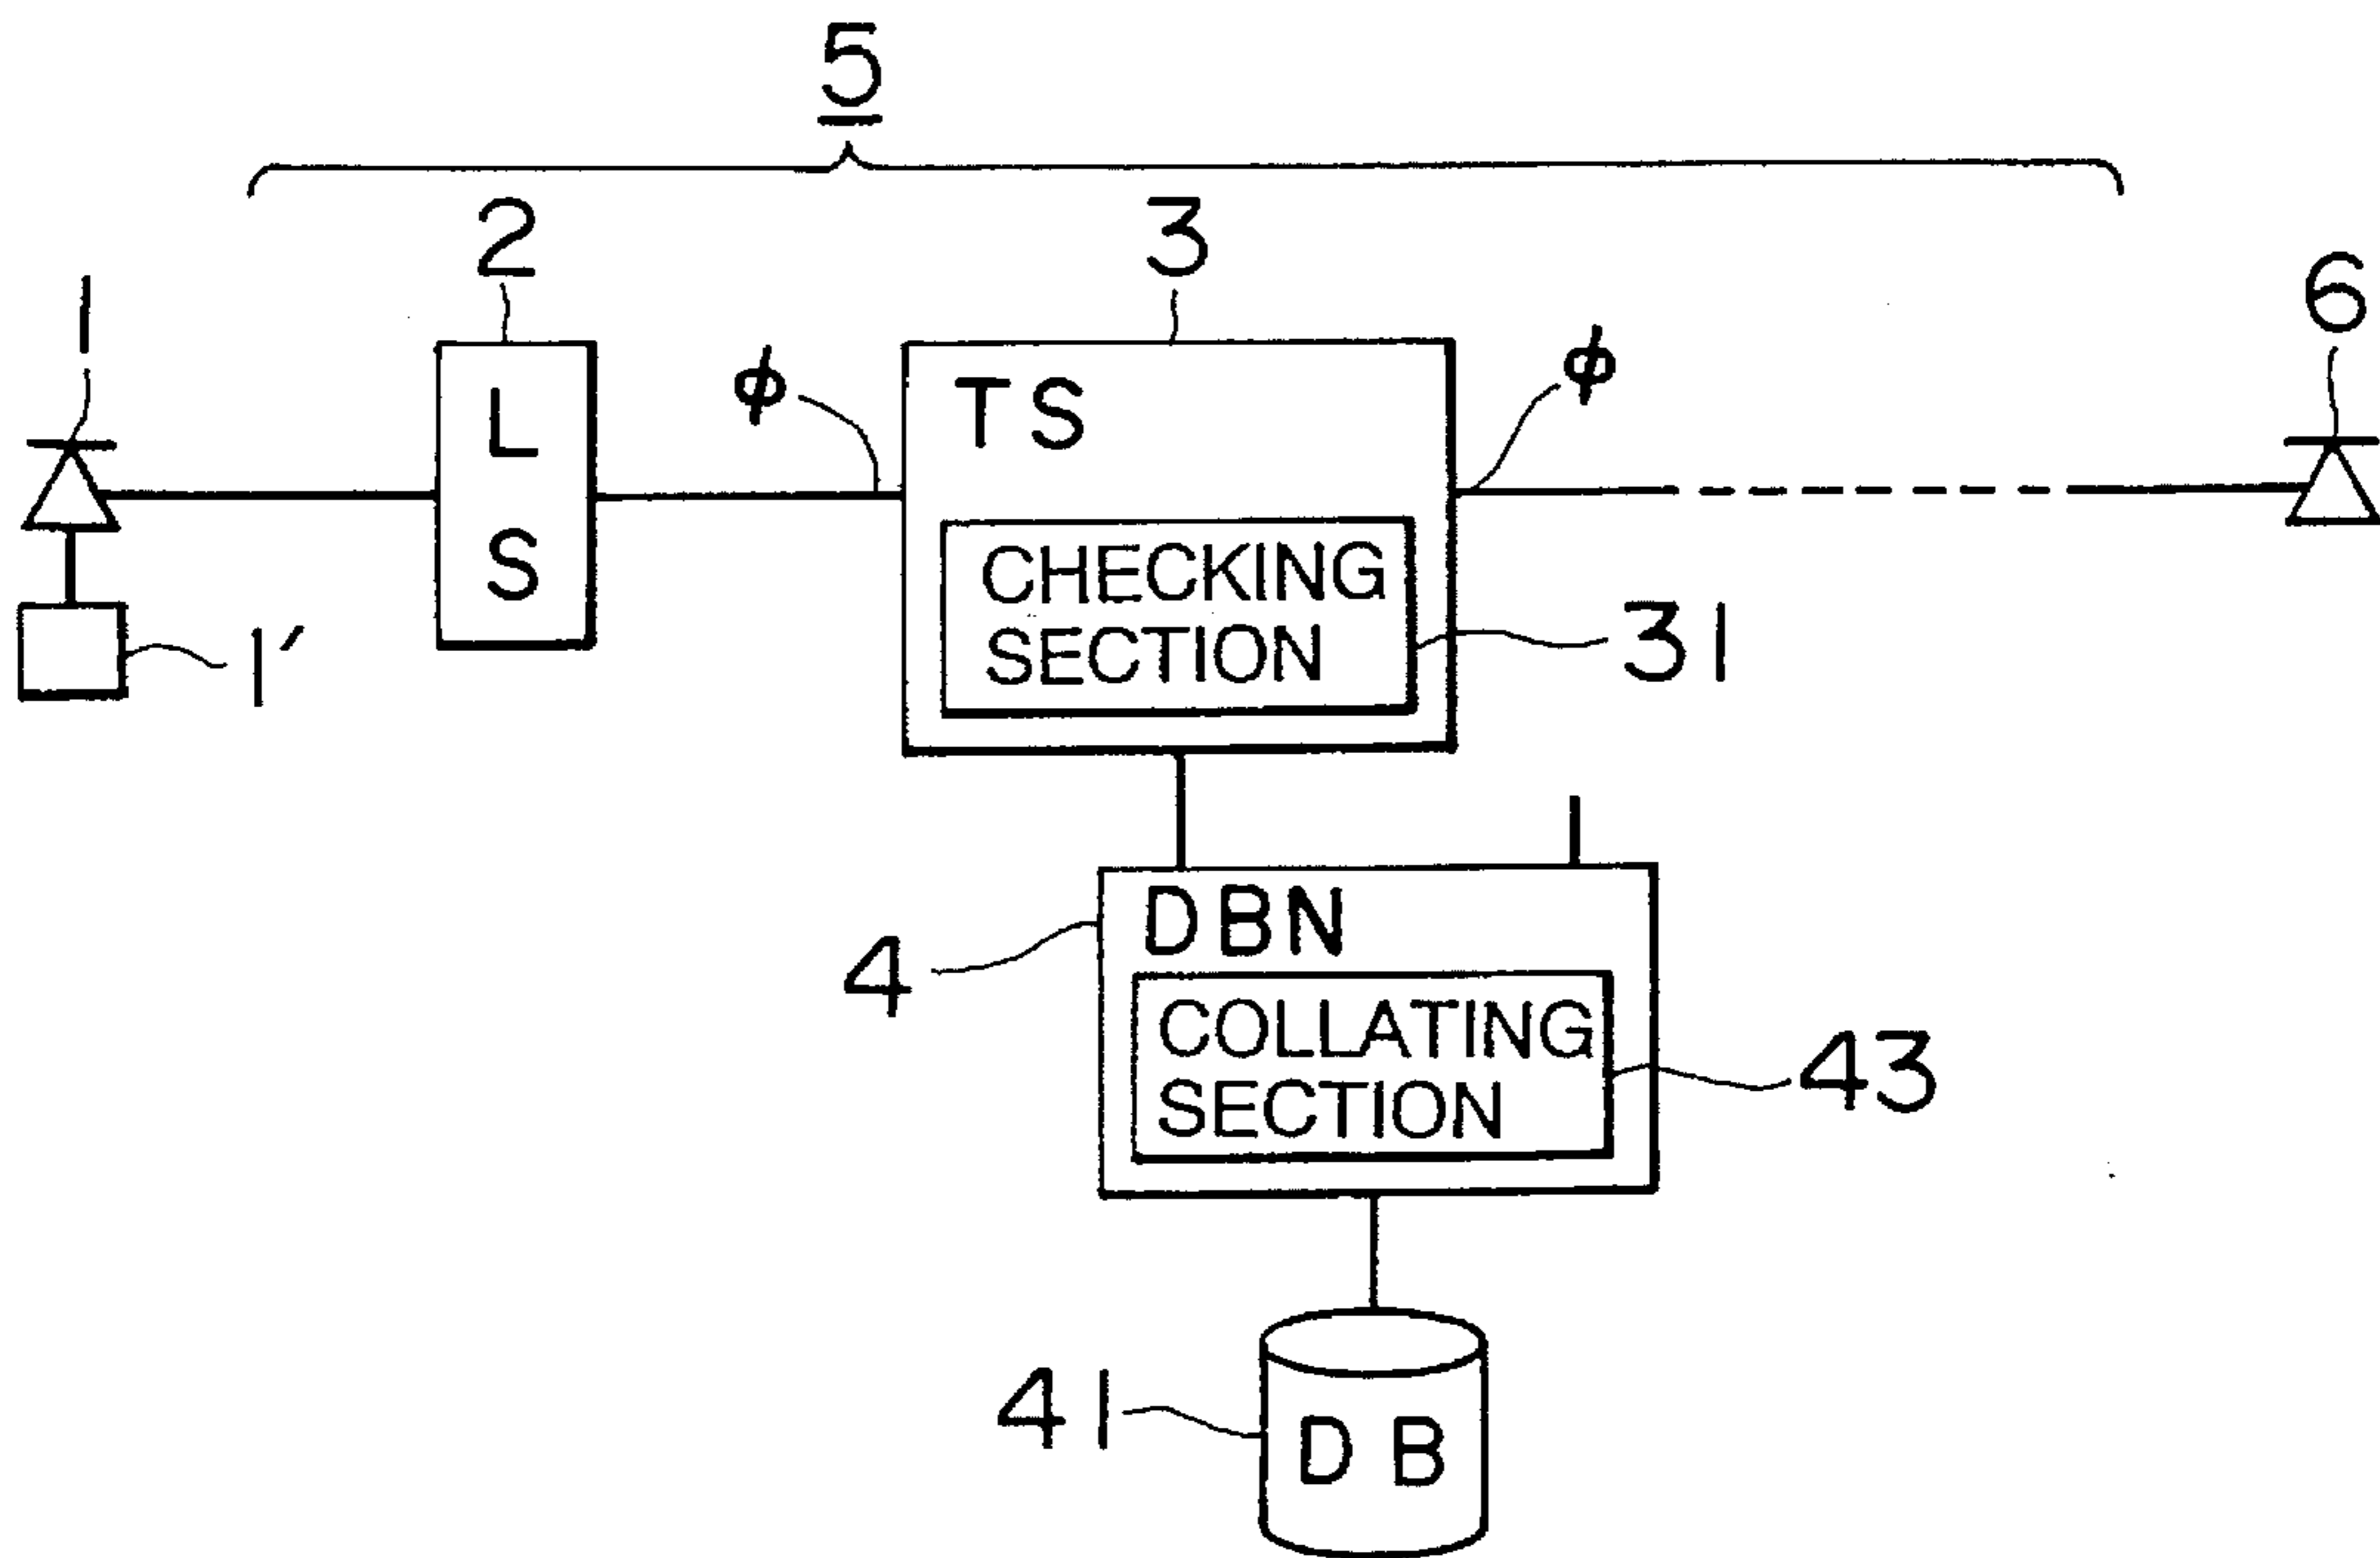 5
2
3
1
6
φ
φ
L
S
TS
CHECKING
SECTION
31
1′
DBN
4
COLLATING
SECTION
43
41
DB